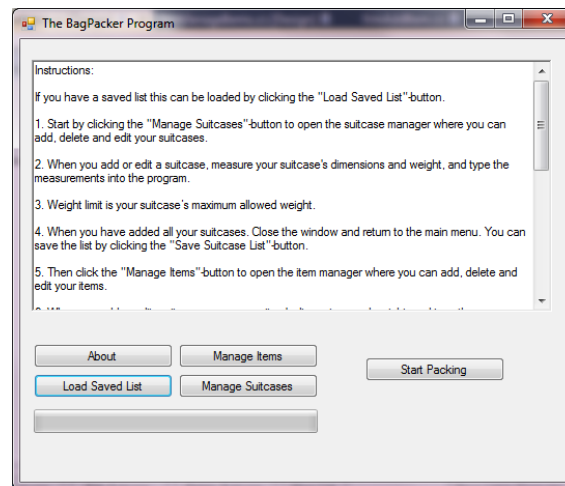 The BagPacker Program
Instructions:
If you have a saved list this can be loaded by clicking the "Load Saved List"-button.
1. Start by clicking the "Manage Suitcases"-button to open the suitcase manager where you can
add, delete and edit your suitcases.
2. When you add or edit a suitcase, measure your suitcase's dimensions and weight, and type the
measurements into the program.
3. Weight limit is your suitcase's maximum allowed weight.
4. When you have added all your suitcases. Close the window and return to the main menu. You can
save the list by clicking the "Save Suitcase List"-button.
5. Then click the "Manage Items"-button to open the item manager where you can add, delete and
edit your items.
About
Manage Items
Start Packing
Load Saved List
Manage Suitcases